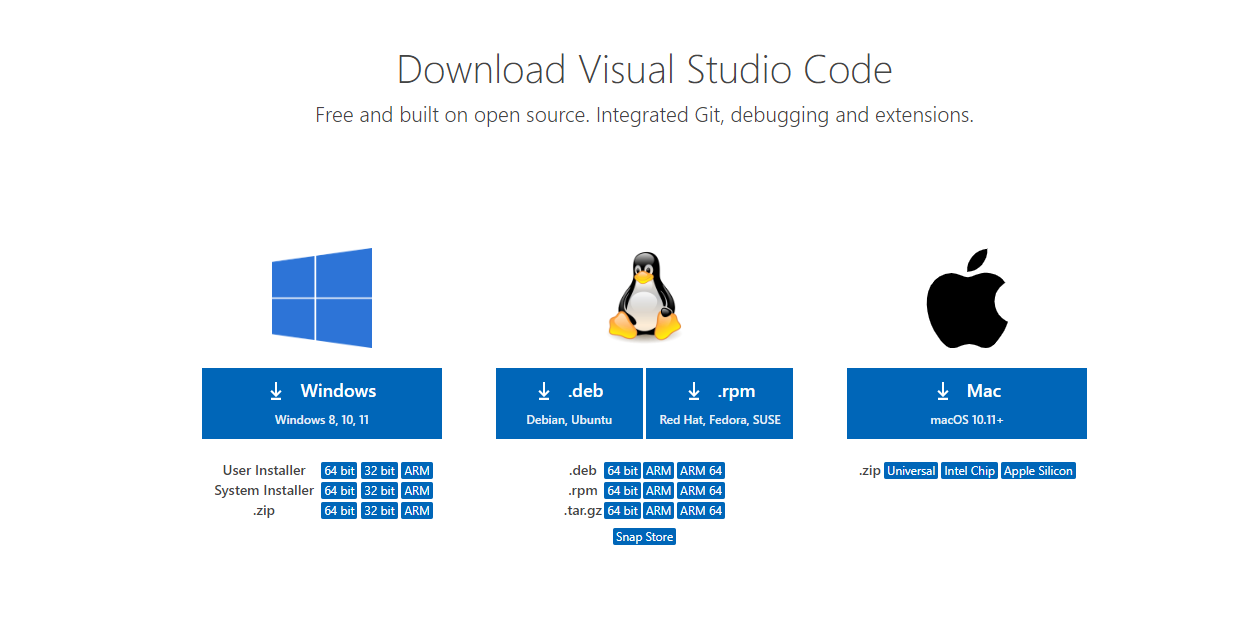 Download Visual Studio Code
Free and built on open source. Integrated Git, debugging and extensions.
Windows
Windows 8, 10, 11
User Installer 64 bit 32 bit ARM
System Installer 64 bit 32 bit ARM
.zip 64 bit 32 bit ARM
.deb
Debian, Ubuntu
.rpm
Red Hat, Fedora, SUSE
.deb 64 bit ARM ARM 64
.rpm 64 bit ARM ARM 64
.tar.gz 64 bit ARM ARM 64
Snap Store
Mac
macOS 10.11+
.zip Universal Intel Chip Apple Silicon